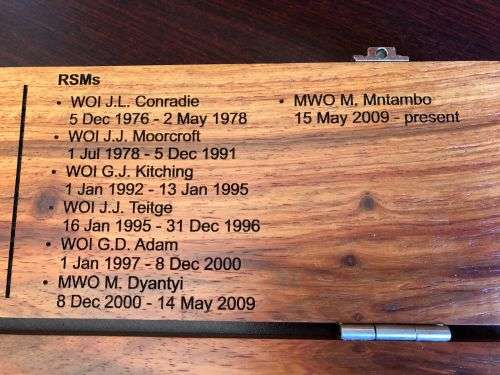 RSMs
• WOI J.L. Conradie
5 Dec 1976 - 2 May 1978
• WOI J.J. Moorcroft
1 Jul 1978 - 5 Dec 1991
• WOI G.J. Kitching
1 Jan 1992 - 13 Jan 1995
• WOI J.J. Teitge
16 Jan 1995 - 31 Dec 1996
• WOI G.D. Adam
1 Jan 1997 - 8 Dec 2000
• MWO M. Dyantyi
8 Dec 2000 - 14 May 2009
• MWO M. Mntambo
15 May 2009 - present